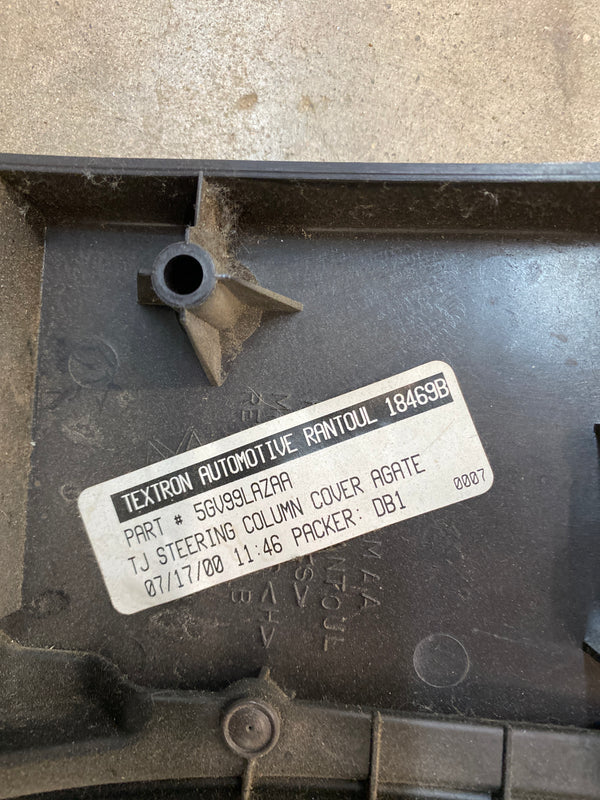 TEXTRON AUTOMOTIVE RANTOUL 18469B
PART # 5GV99LAZAA
TJ STEERING COLUMN COVER AGATE
07/17/00 11:46 PACKER: DB1
0007